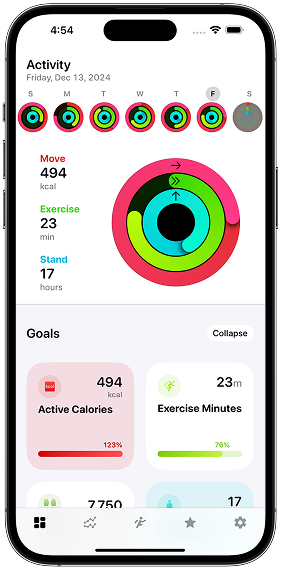 4:54
Activity
Friday, Dec 13, 2024
S M T W T F S
Move
494
kcal
Exercise
23
min
Stand
17
hours
Goals
Collapse
494
kcal
Active Calories
123%
23m
Exercise Minutes
76%
7,750
17